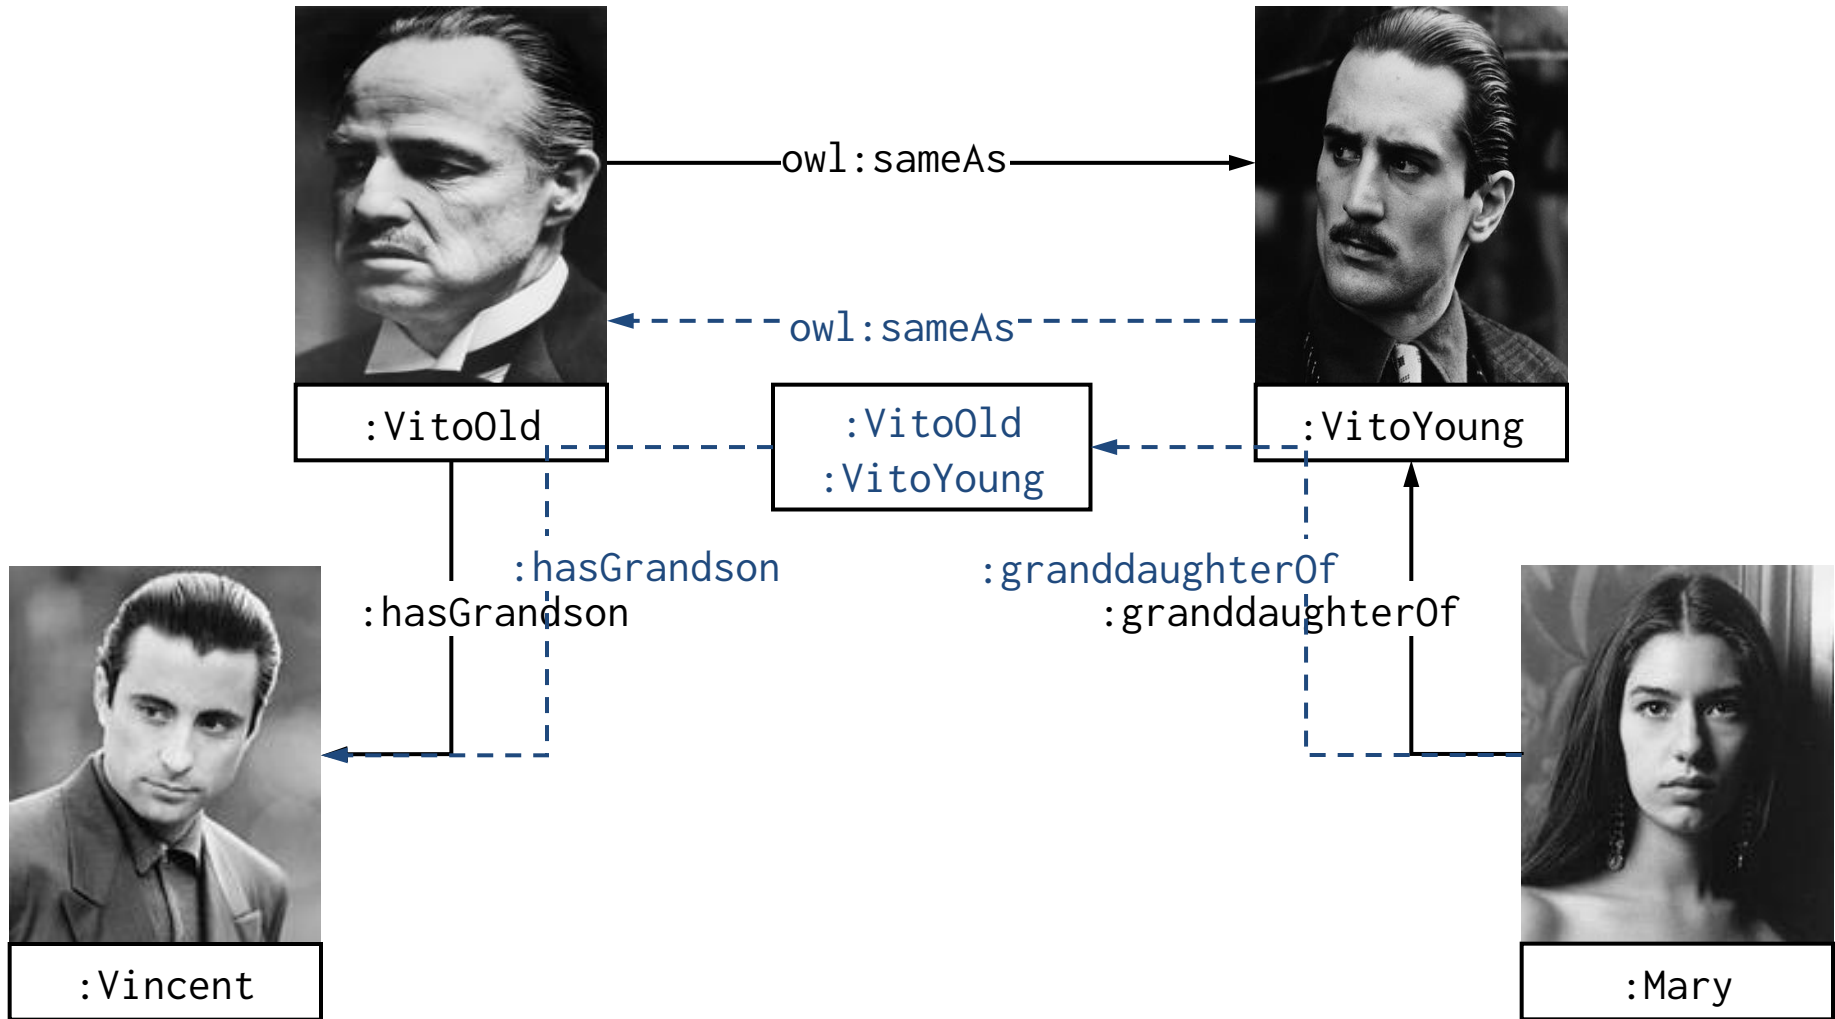 owl:sameAs
owl:sameAs
:VitoOld
:VitoOld
:VitoYoung
:VitoYoung
:hasGrandson
:granddaughterOf
:hasGrandson
:granddaughterOf
:Vincent
:Mary